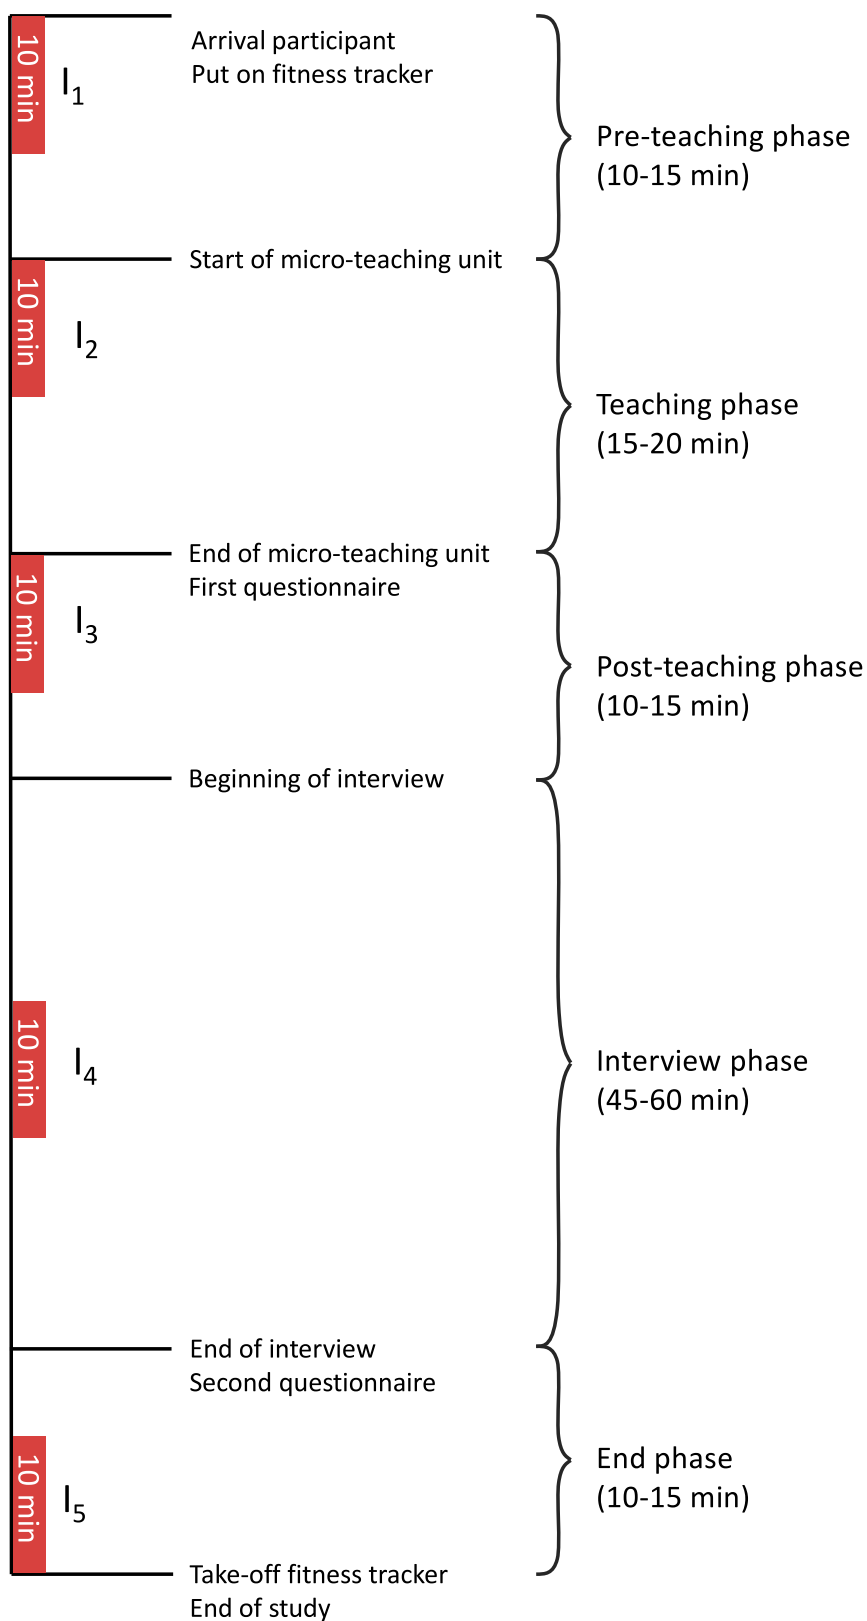 Arrival participant
Put on fitness tracker
10 min
I1
Pre-teaching phase
(10-15 min)
Start of micro-teaching unit
10 min
I2
Teaching phase
(15-20 min)
End of micro-teaching unit
First questionnaire
10 min
I3
Post-teaching phase
(10-15 min)
Beginning of interview
10 min
I4
Interview phase
(45-60 min)
End of interview
Second questionnaire
10 min
I5
End phase
(10-15 min)
Take-off fitness tracker
End of study